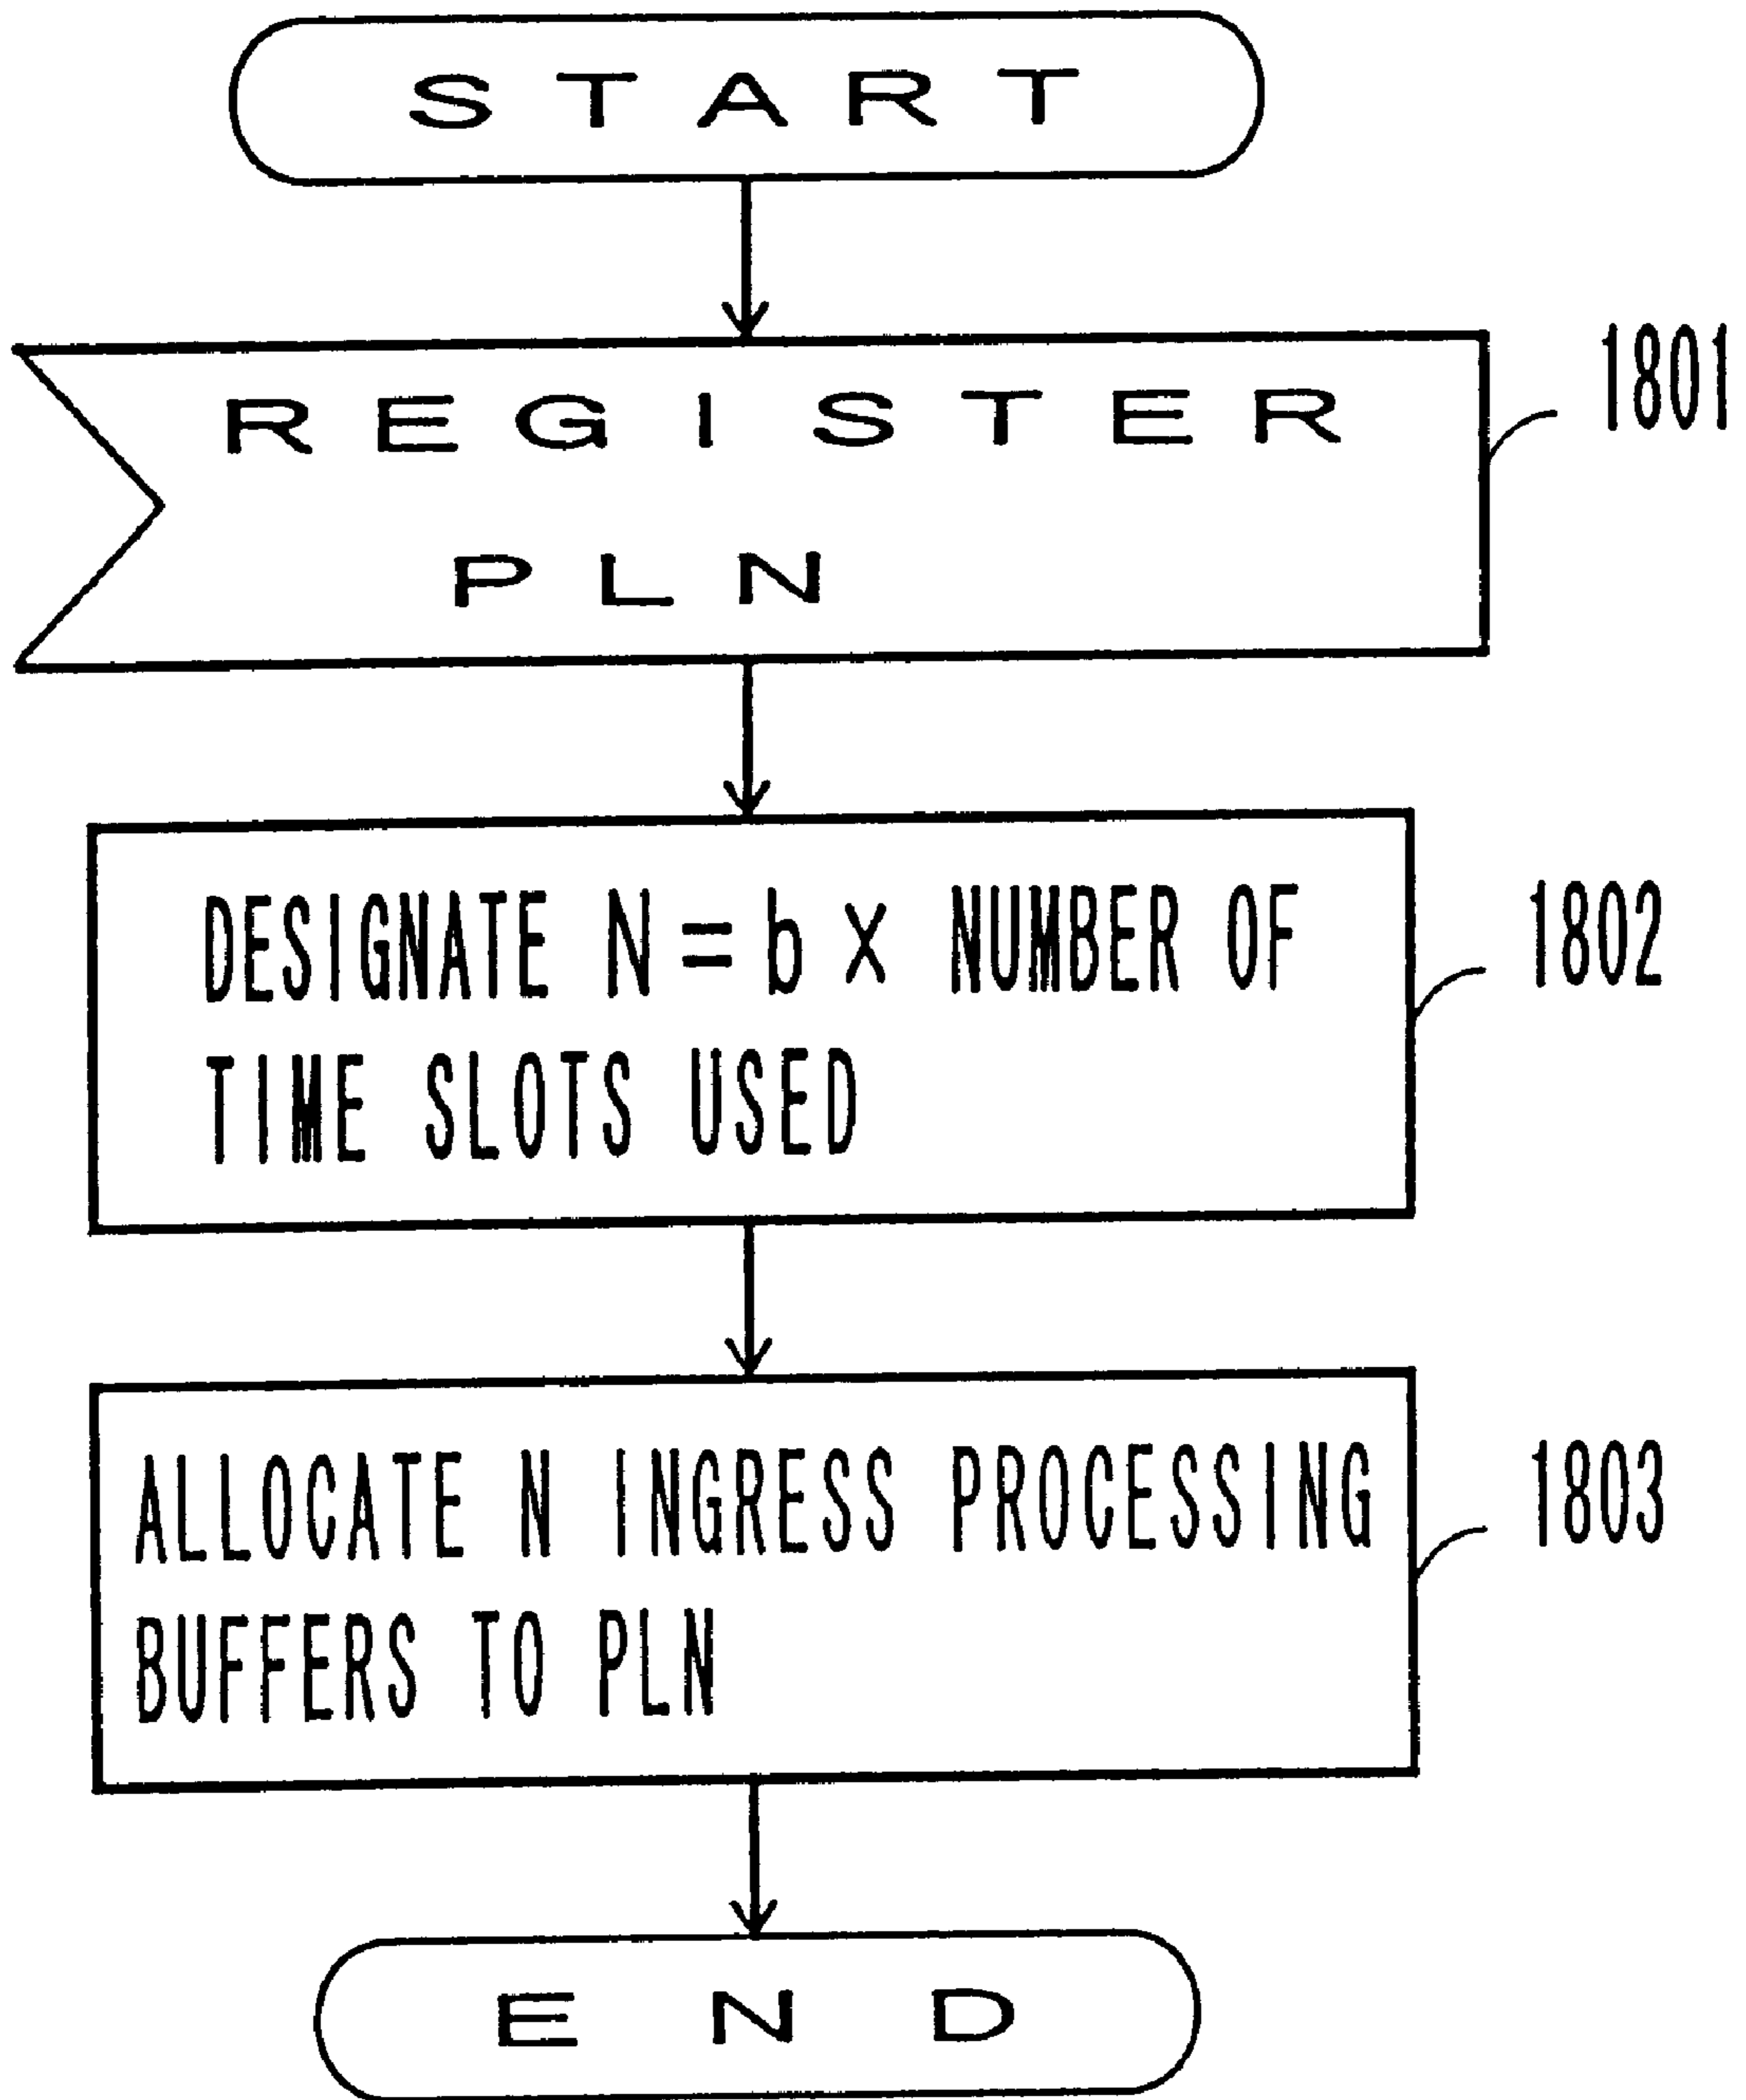 START
REGISTER
PLN
1801
DESIGNATE N = b X NUMBER OF
TIME SLOTS USED
1802
ALLOCATE N INGRESS PROCESSING
BUFFERS TO PLN
1803
END